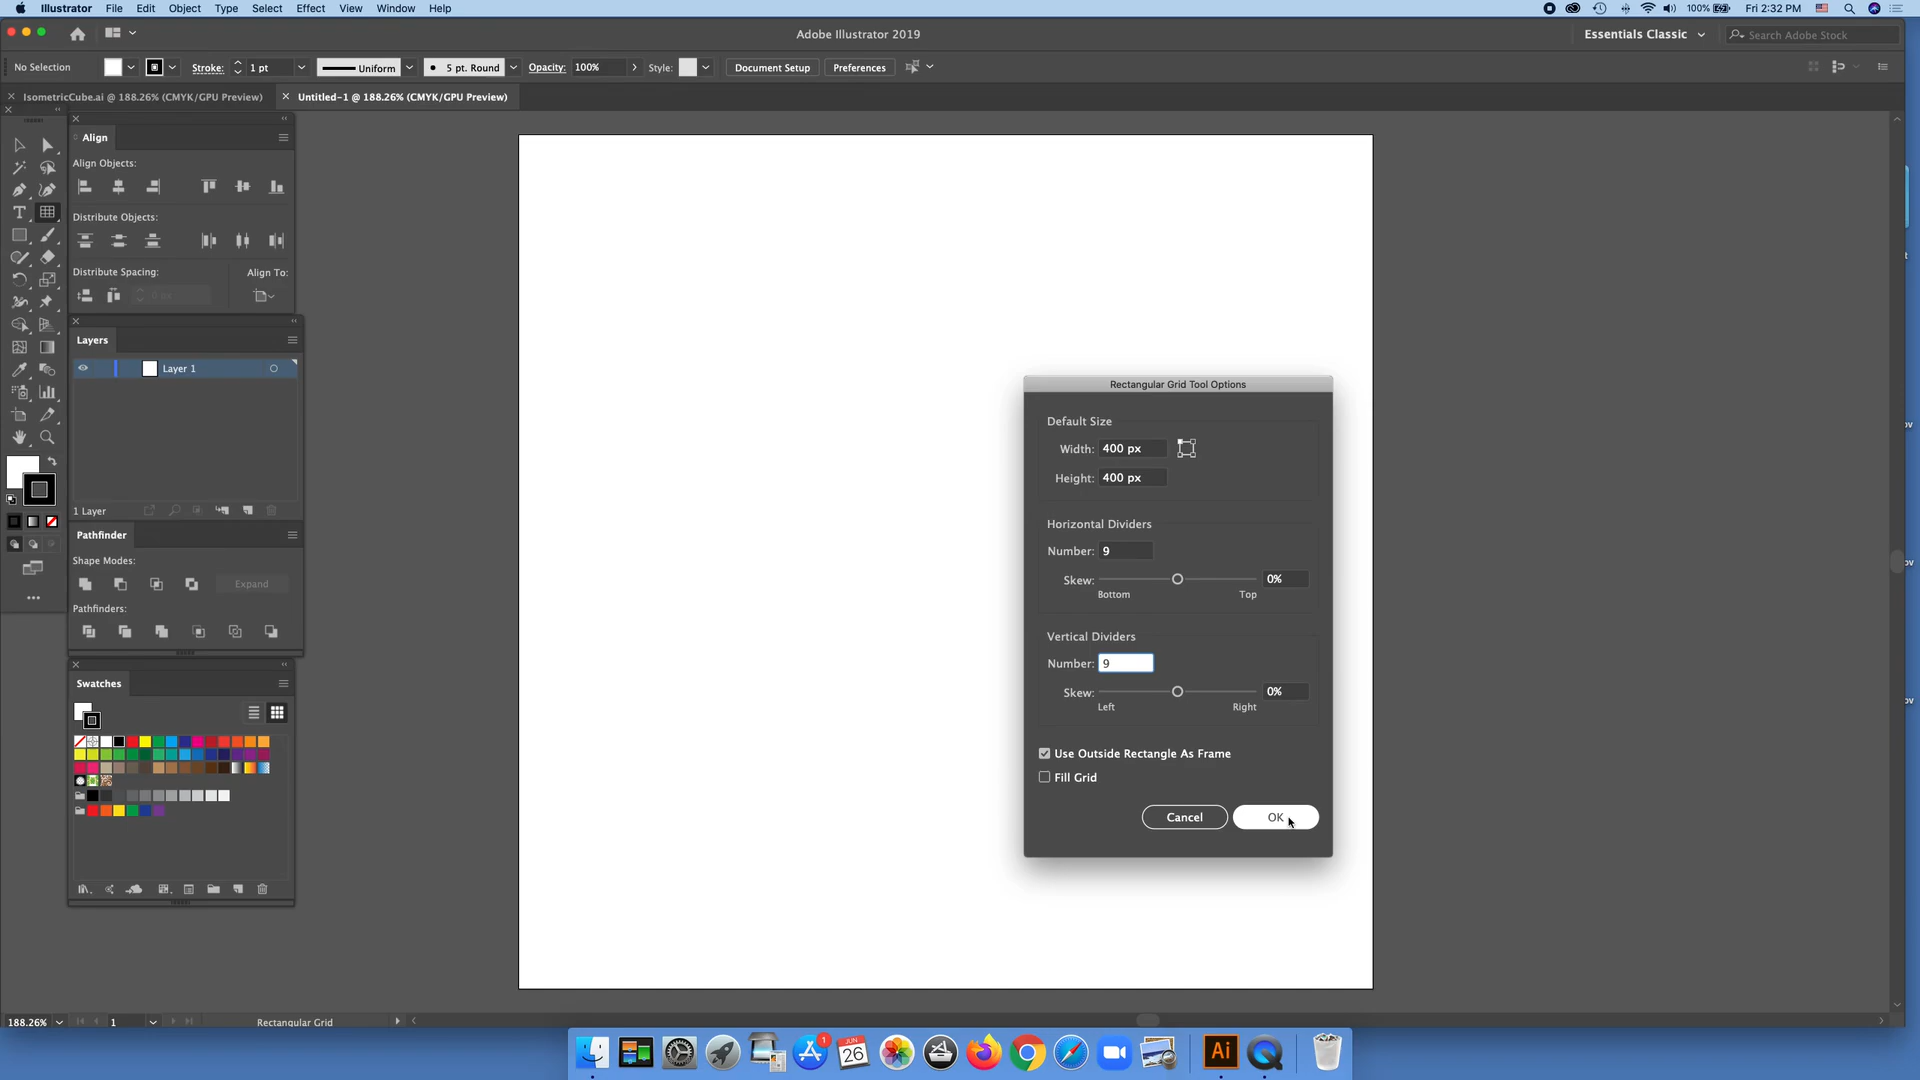 Illustrator File Edit Object Type Select Effect View Window Help
100% Fri 2:32 PM
Adobe Illustrator 2019
Essentials Classic
Search Adobe Stock
No Selection
Stroke: 1 pt
Uniform
5 pt. Round
Opacity: 100%
Style:
Document Setup
Preferences
IsometricCube.ai @ 188.26% (CMYK/GPU Preview)
Untitled-1 @ 188.26% (CMYK/GPU Preview)
Align
Align Objects:
Distribute Objects:
Distribute Spacing:
Align To:
0 px
Layers
Layer 1
1 Layer
Pathfinder
Shape Modes:
Expand
Pathfinders:
Swatches
Rectangular Grid Tool Options
Default Size
Width: 400 px
Height: 400 px
Horizontal Dividers
Number: 9
Skew: 0%
Bottom Top
Vertical Dividers
Number: 9
Skew: 0%
Left Right
Use Outside Rectangle As Frame
Fill Grid
Cancel
OK
188.26%
1
Rectangular Grid
1
JUN
26
Ai